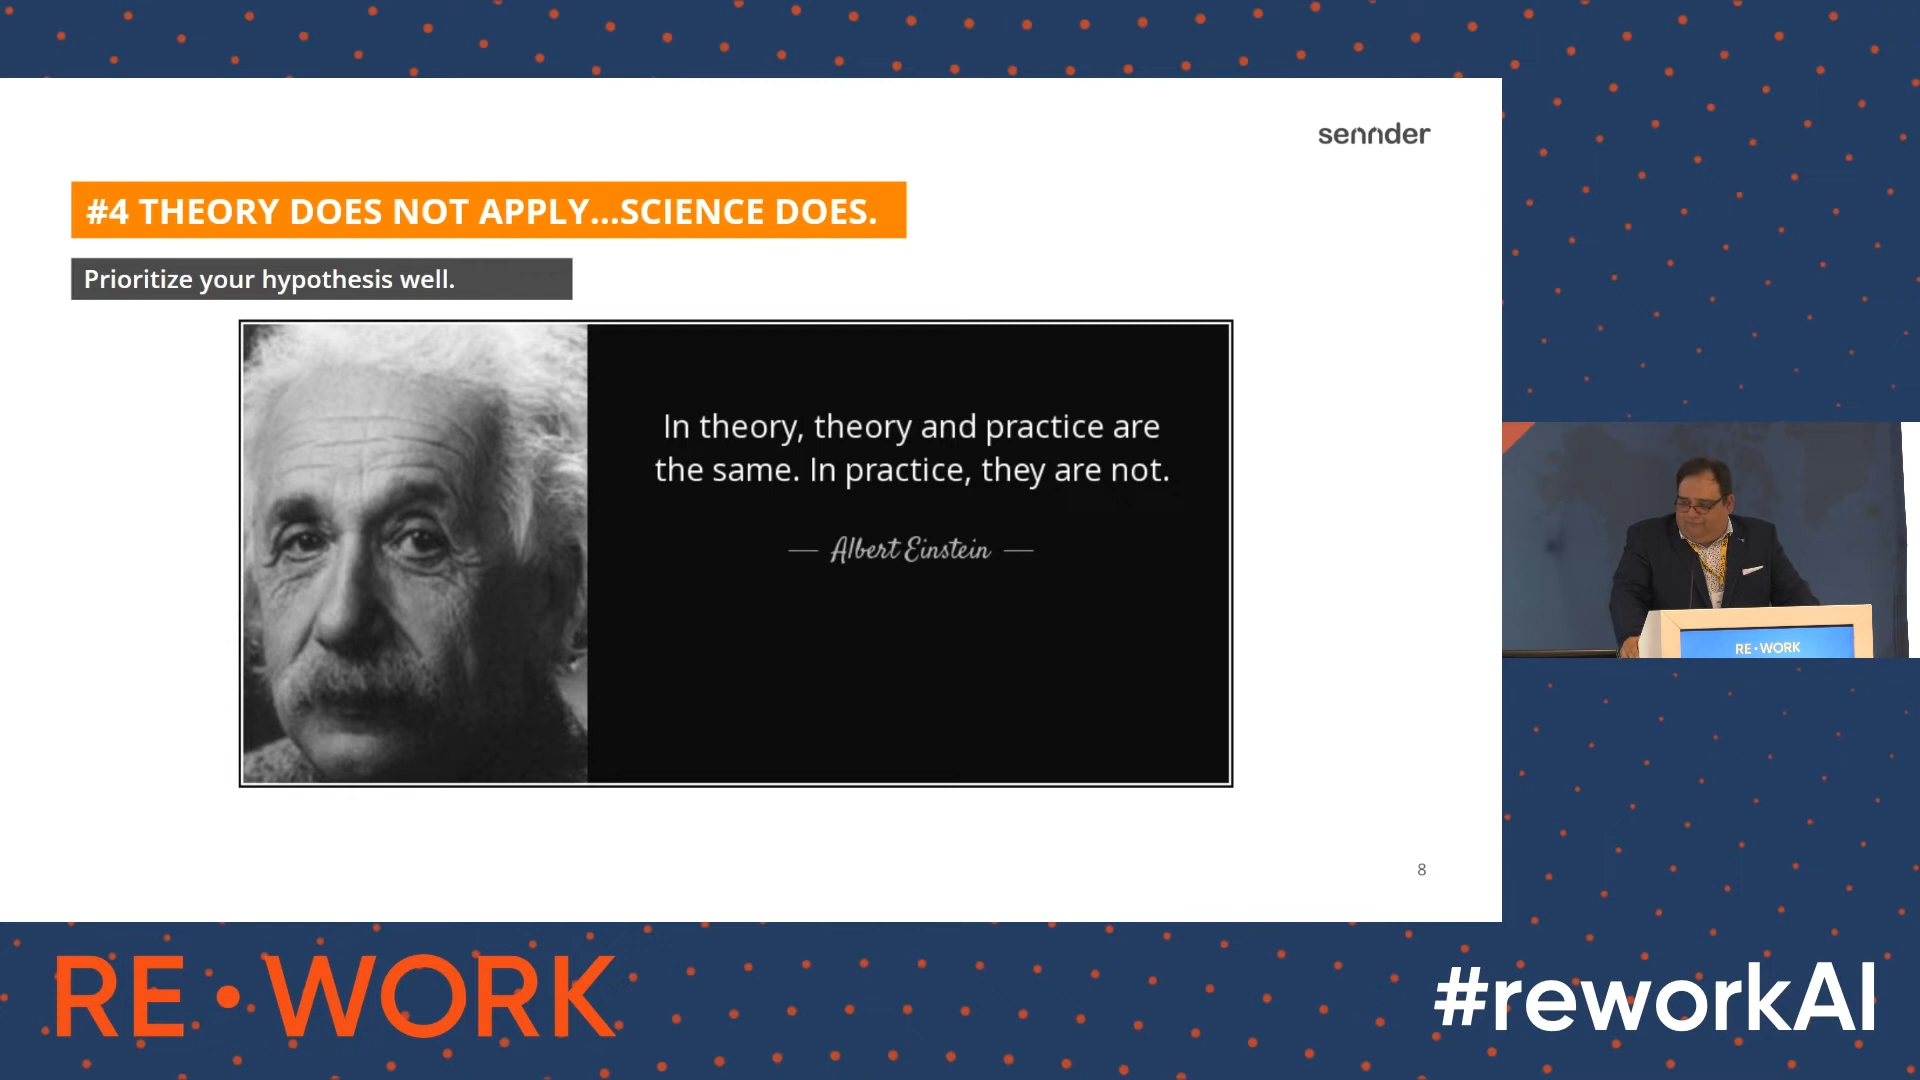 sennder
#4 THEORY DOES NOT APPLY...SCIENCE DOES.
Prioritize your hypothesis well.
In theory, theory and practice are
the same. In practice, they are not.
— Albert Einstein —
8
RE•WORK
RE•WORK
#reworkAI